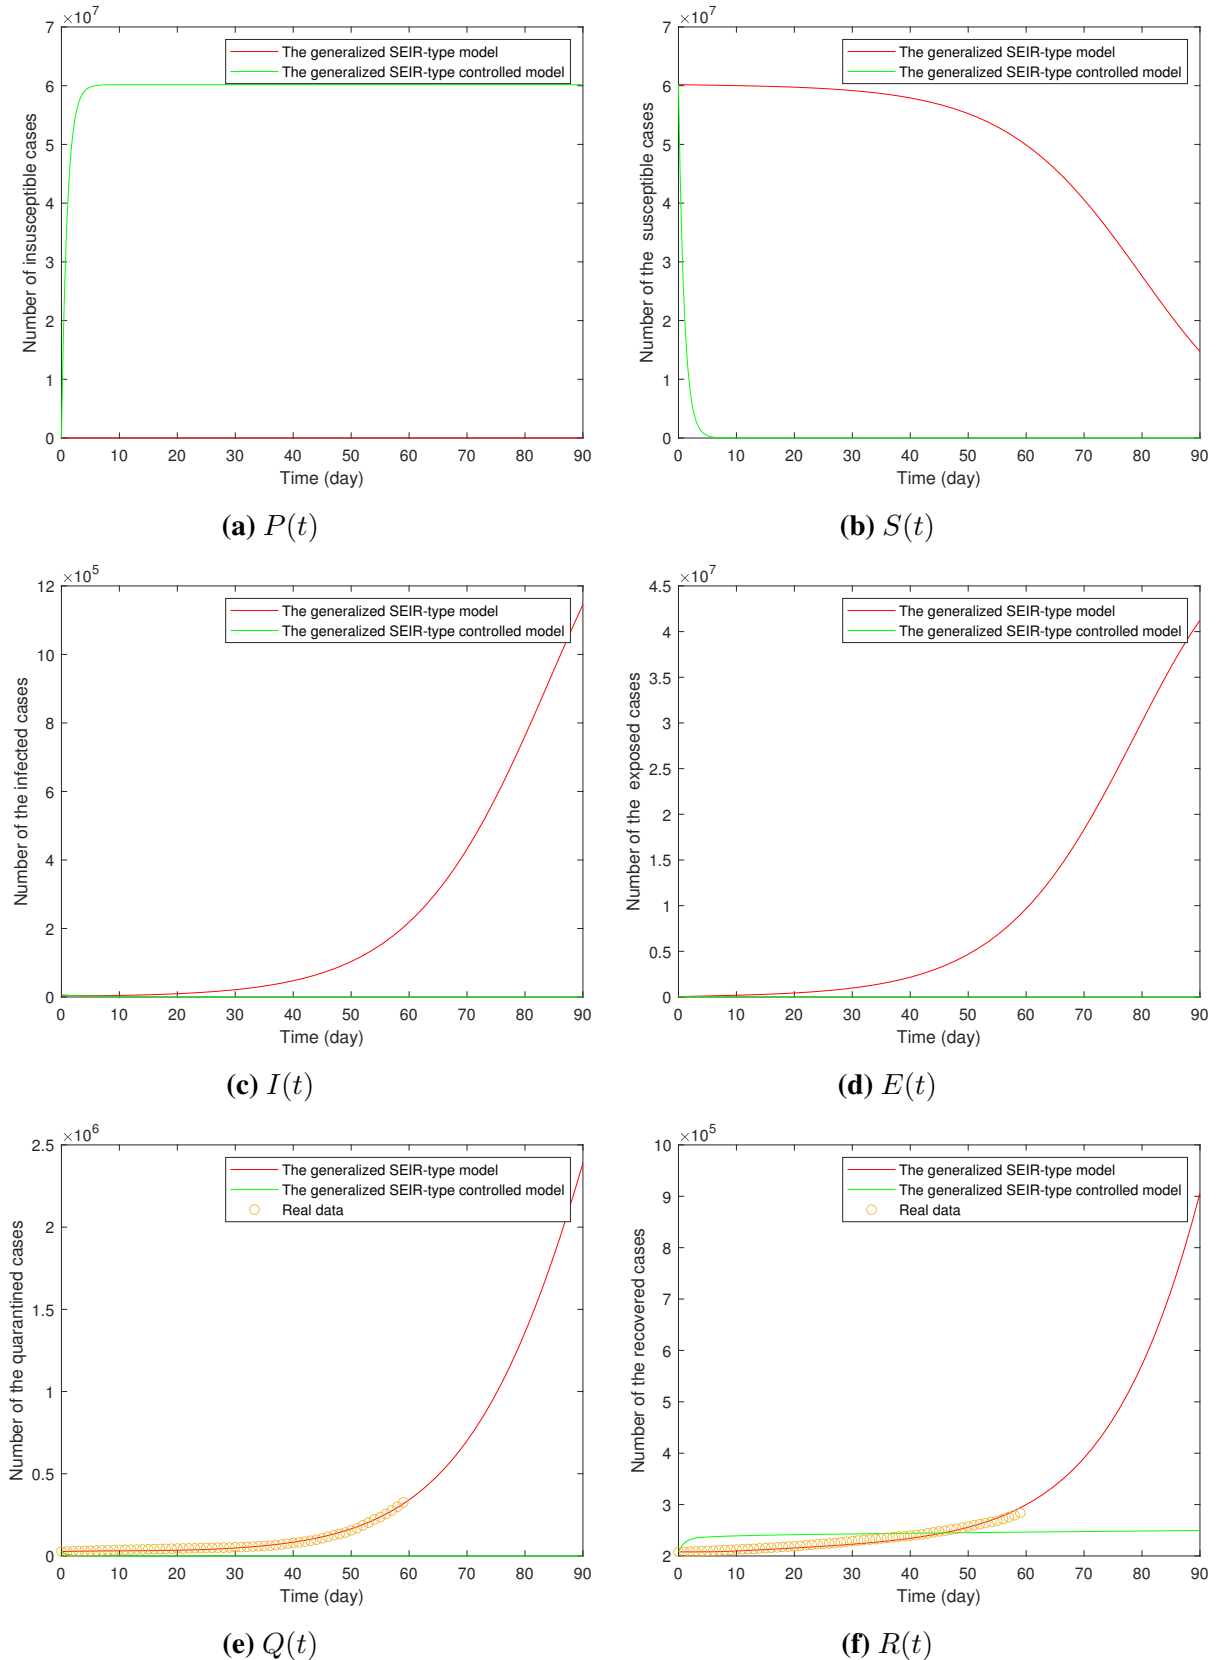 ×10^7
7
6
5
4
3
2
1
0
Number of insusceptible cases
The generalized SEIR-type model
The generalized SEIR-type controlled model
0 10 20 30 40 50 60 70 80 90
Time (day)
(a) P(t)
×10^7
7
6
5
4
3
2
1
0
Number of the susceptible cases
The generalized SEIR-type model
The generalized SEIR-type controlled model
0 10 20 30 40 50 60 70 80 90
Time (day)
(b) S(t)
×10^5
12
10
8
6
4
2
0
Number of the infected cases
The generalized SEIR-type model
The generalized SEIR-type controlled model
0 10 20 30 40 50 60 70 80 90
Time (day)
(c) I(t)
×10^7
4.5
4
3.5
3
2.5
2
1.5
1
0.5
0
Number of the exposed cases
The generalized SEIR-type model
The generalized SEIR-type controlled model
0 10 20 30 40 50 60 70 80 90
Time (day)
(d) E(t)
×10^6
2.5
2
1.5
1
0.5
0
Number of the quarantined cases
The generalized SEIR-type model
The generalized SEIR-type controlled model
Real data
0 10 20 30 40 50 60 70 80 90
Time (day)
(e) Q(t)
×10^5
10
9
8
7
6
5
4
3
2
Number of the recovered cases
The generalized SEIR-type model
The generalized SEIR-type controlled model
Real data
0 10 20 30 40 50 60 70 80 90
Time (day)
(f) R(t)